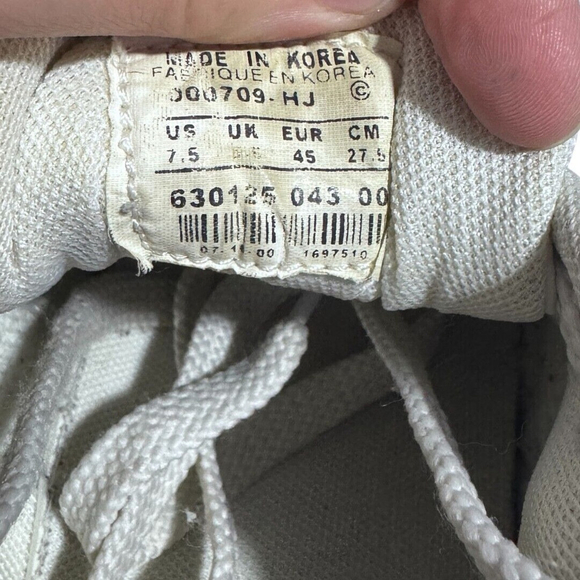 MADE IN KOREA
FABRIQUE EN KOREA
000709-HJ ©
US UK EUR CM
7.5 45 27.5
630125 043 00
07-11-00 1697510